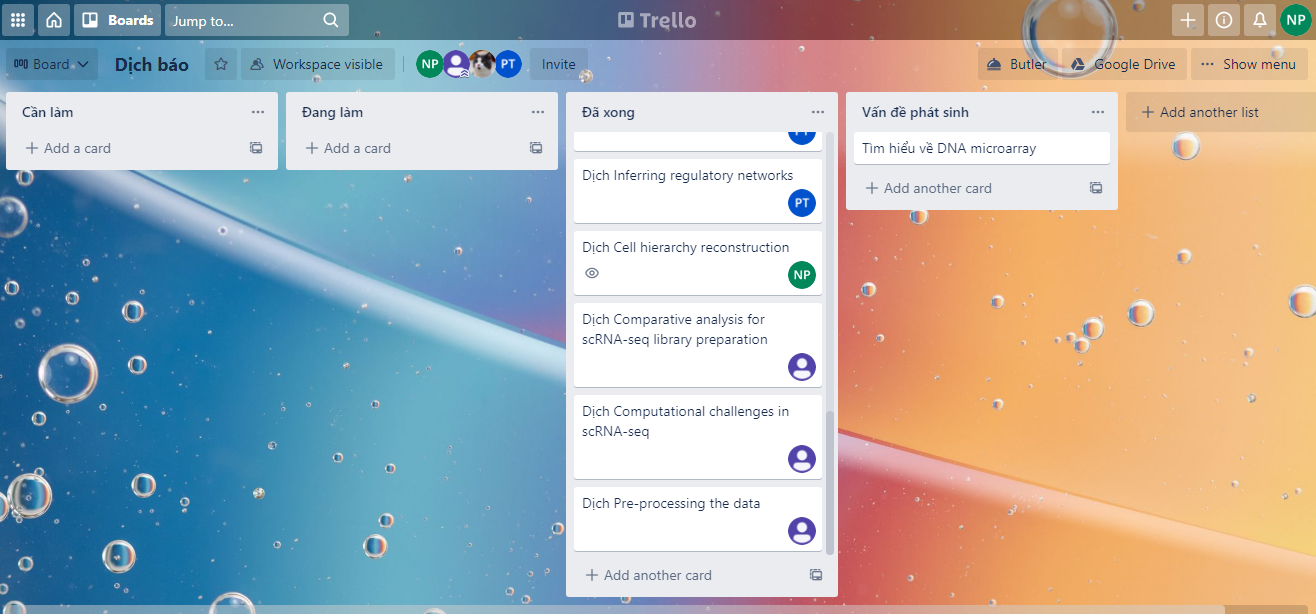 Boards
Jump to...
Trello
NP
Board
Dịch báo
Workspace visible
NP
PT
Invite
Butler
Google Drive
Show menu
Cần làm
Add a card
Đang làm
Add a card
Đã xong
PT
Dịch Inferring regulatory networks
PT
Dịch Cell hierarchy reconstruction
NP
Dịch Comparative analysis for
scRNA-seq library preparation
Dịch Computational challenges in
scRNA-seq
Dịch Pre-processing the data
Add another card
Vấn đề phát sinh
Tìm hiểu về DNA microarray
Add another card
Add another list